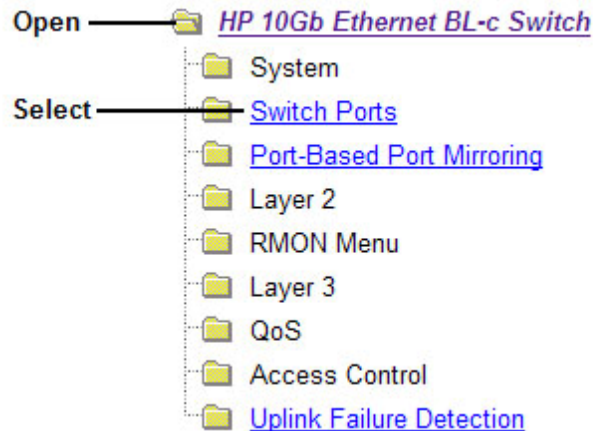 Open HP 10Gb Ethernet BL-c Switch
System
Select Switch Ports
Port-Based Port Mirroring
Layer 2
RMON Menu
Layer 3
QoS
Access Control
Uplink Failure Detection